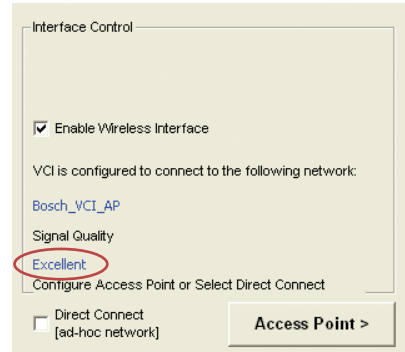 Interface Control
Enable Wireless Interface
VCI is configured to connect to the following network:
Bosch_VCI_AP
Signal Quality
Excellent
Configure Access Point or Select Direct Connect
Direct Connect
[ad-hoc network]
Access Point >